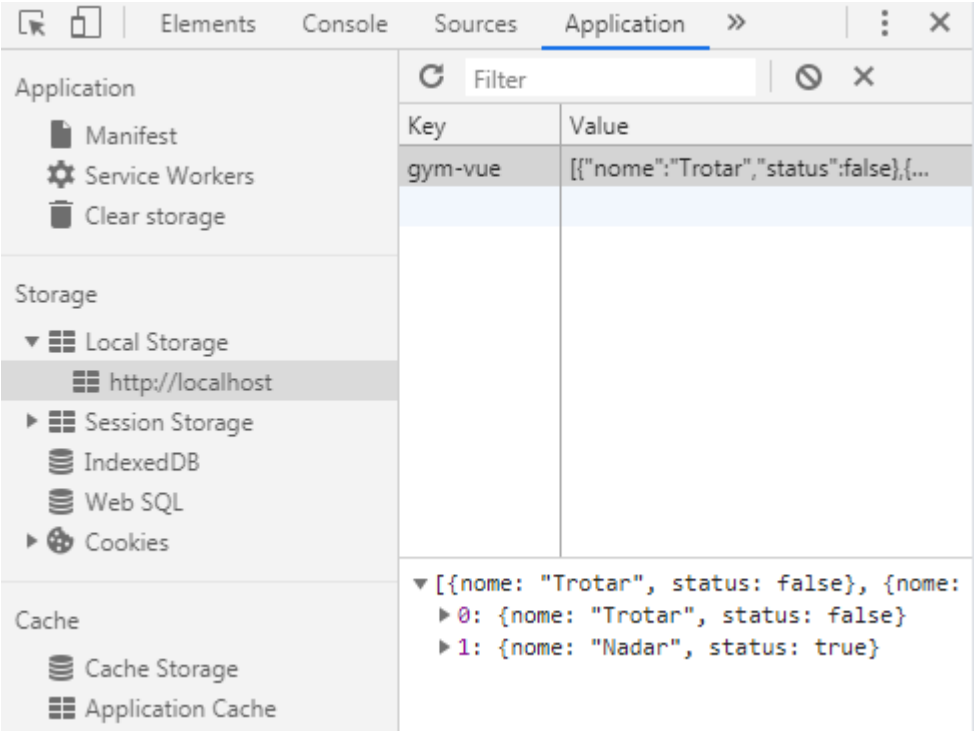 Elements Console Sources Application »
Application
Manifest
Service Workers
Clear storage
Storage
Local Storage
http://localhost
Session Storage
IndexedDB
Web SQL
Cookies
Cache
Cache Storage
Application Cache
Filter
Key Value
gym-vue [{"nome":"Trotar","status":false},{...
[{nome: "Trotar", status: false}, {nome:
0: {nome: "Trotar", status: false}
1: {nome: "Nadar", status: true}